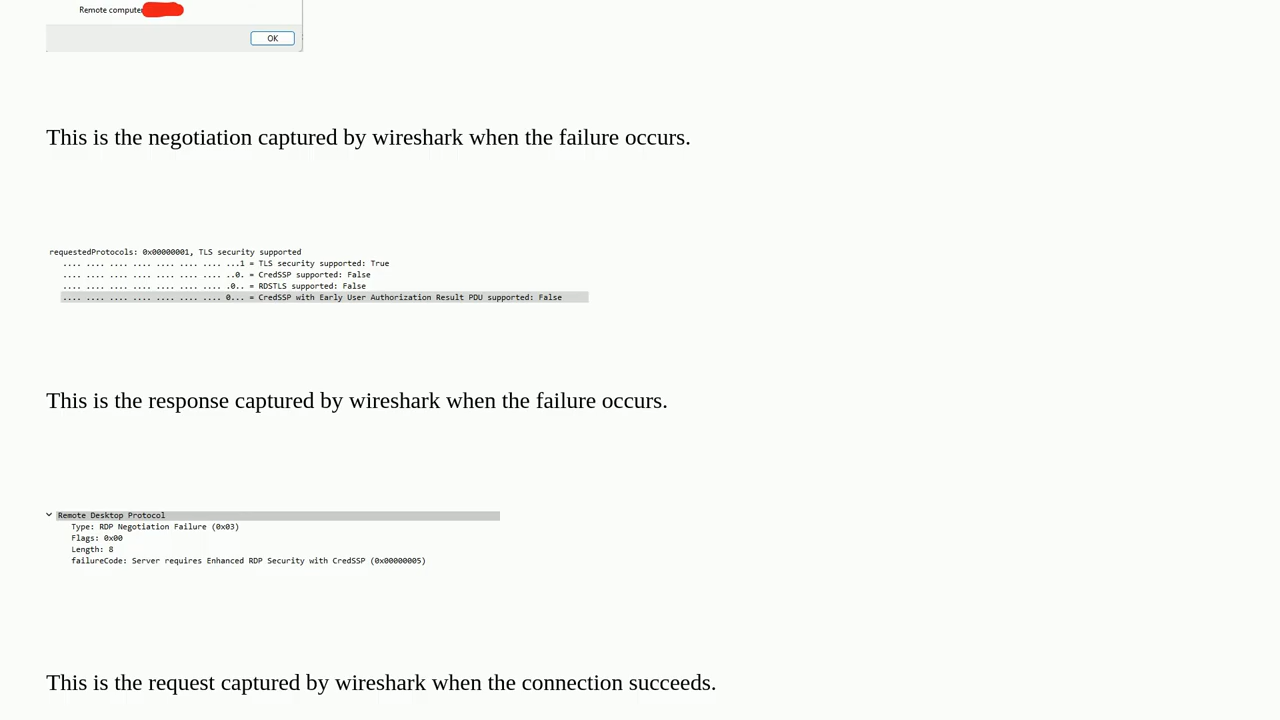 Remote computer
OK
This is the negotiation captured by wireshark when the failure occurs.
requestedProtocols: 0x00000001, TLS security supported
.... .... .... .... .... .... .... ...1 = TLS security supported: True
.... .... .... .... .... .... .... ..0. = CredSSP supported: False
.... .... .... .... .... .... .... .0.. = RDSTLS supported: False
.... .... .... .... .... .... .... 0... = CredSSP with Early User Authorization Result PDU supported: False
This is the response captured by wireshark when the failure occurs.
Remote Desktop Protocol
Type: RDP Negotiation Failure (0x03)
Flags: 0x00
Length: 8
failureCode: Server requires Enhanced RDP Security with CredSSP (0x00000005)
This is the request captured by wireshark when the connection succeeds.